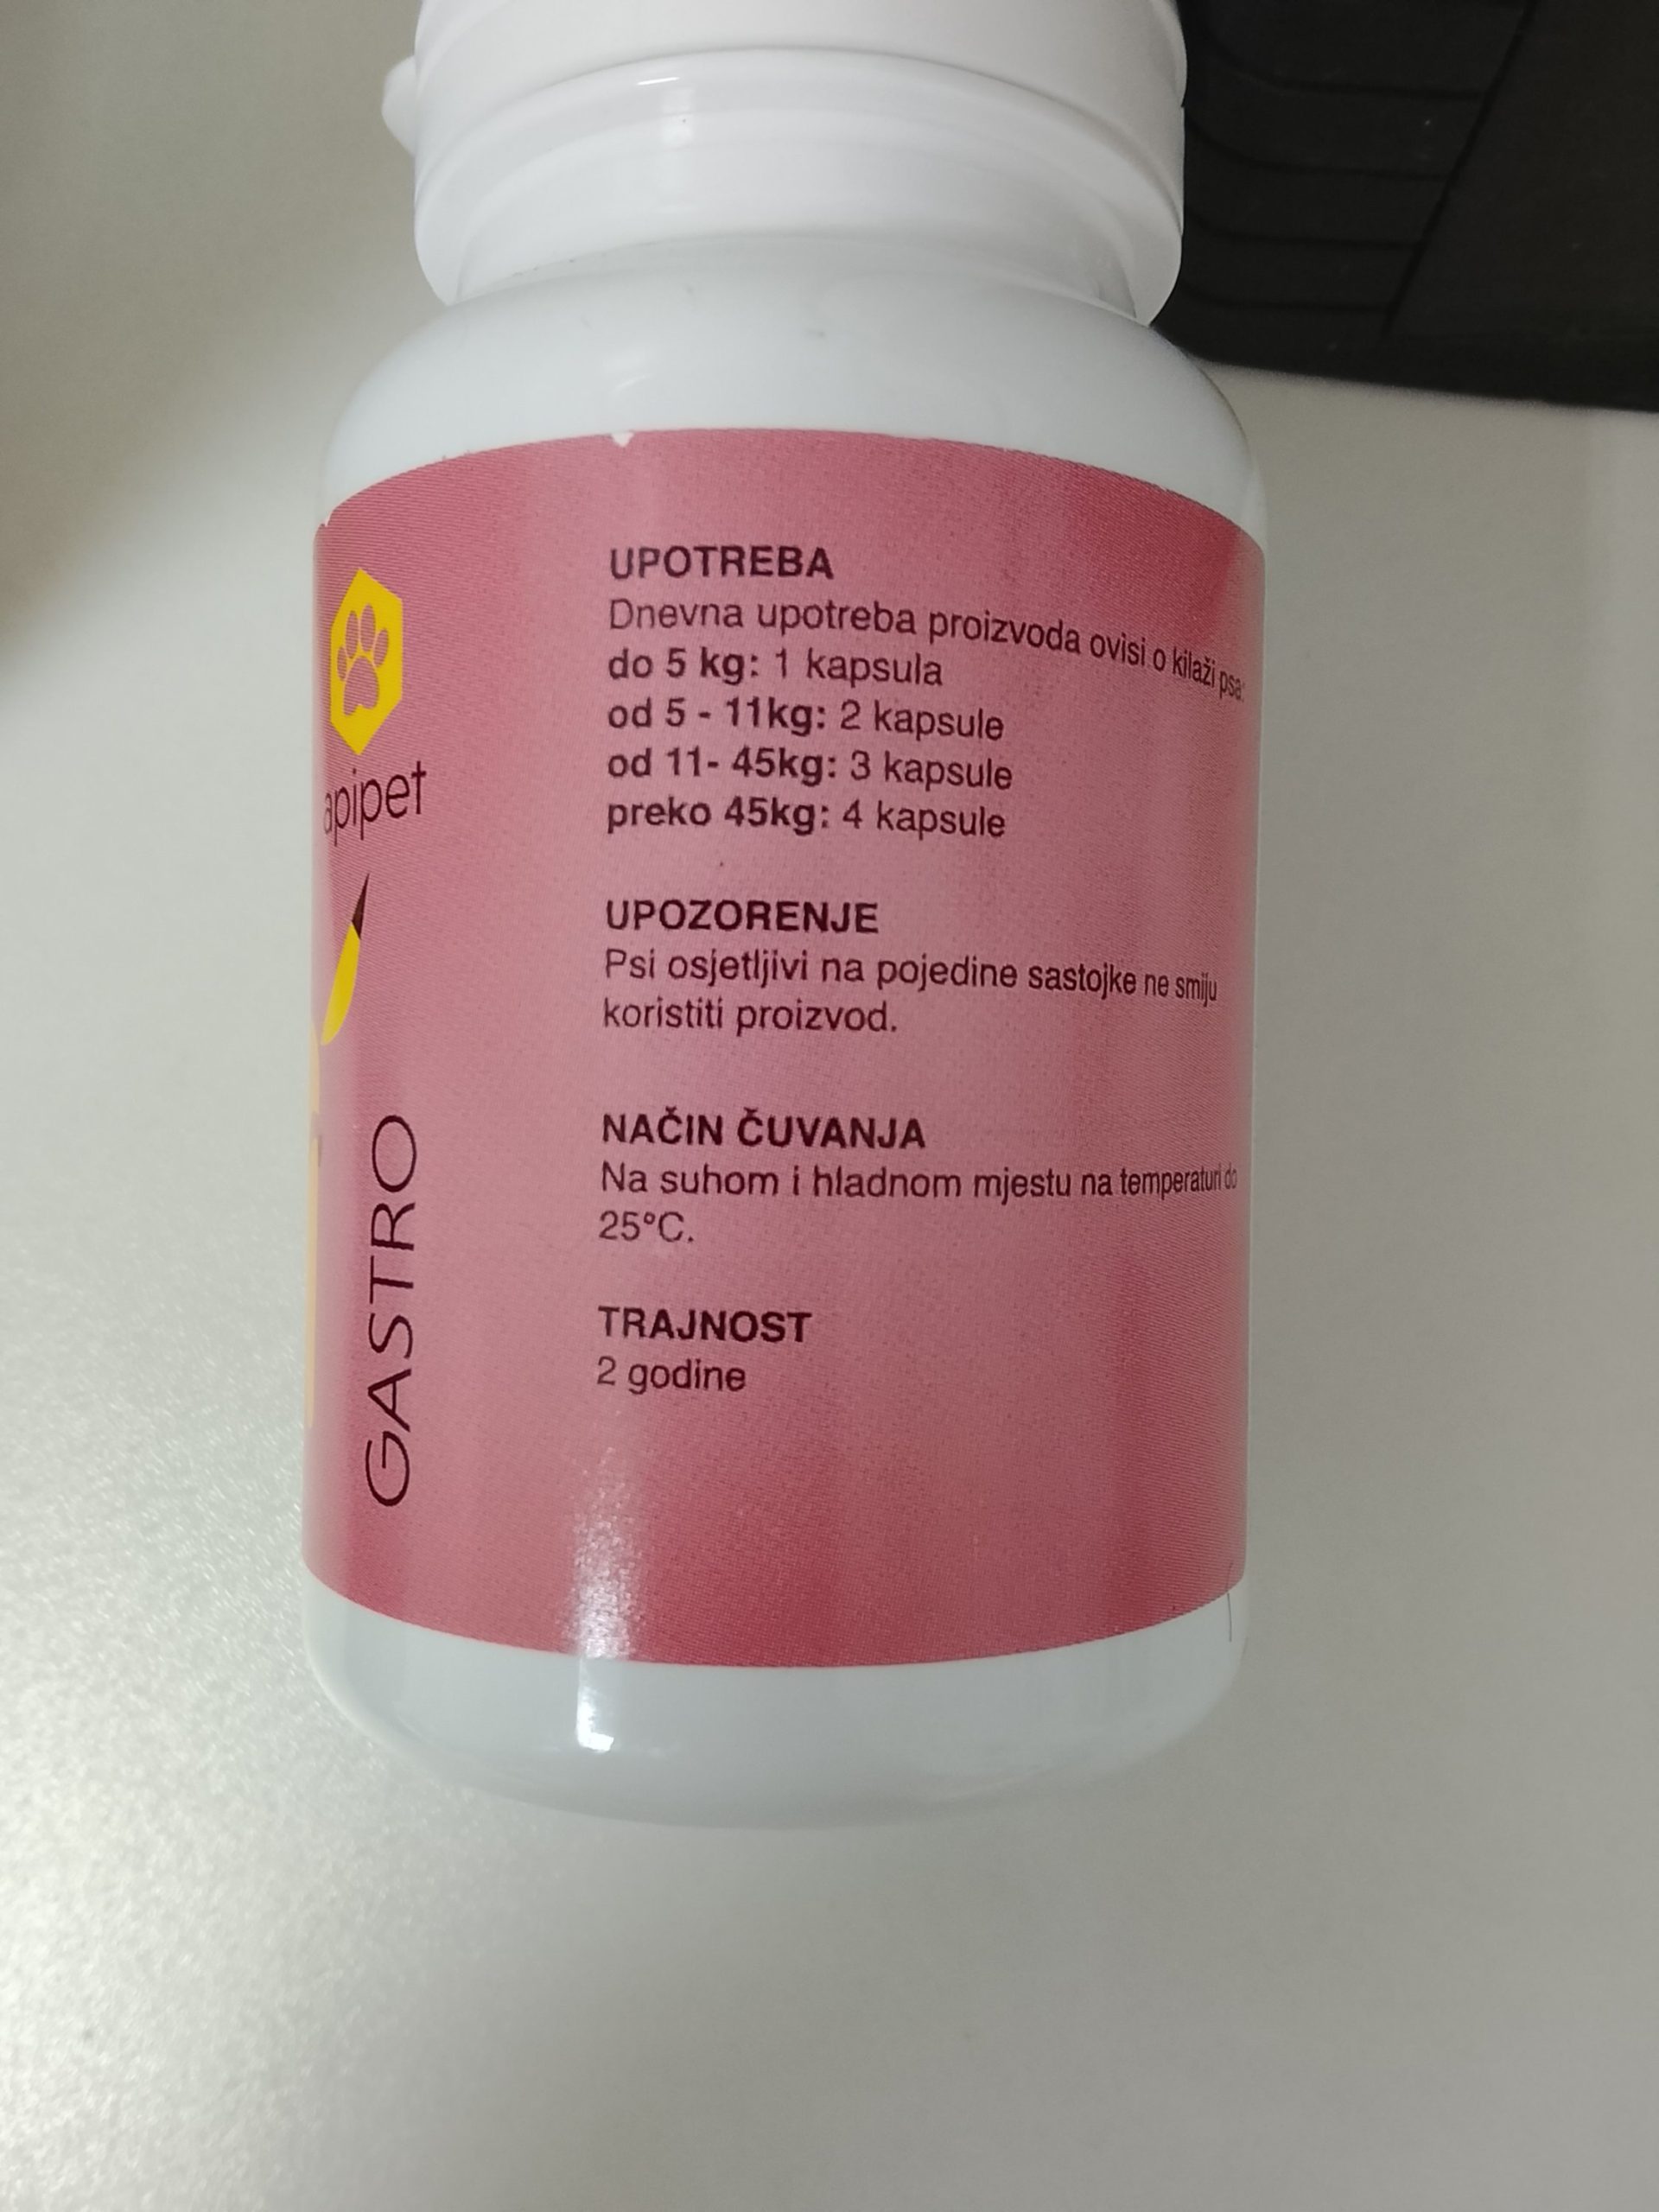 apipet
GASTRO
UPOTREBA
Dnevna upotreba proizvoda ovisi o kilaži psa:
do 5 kg: 1 kapsula
od 5 - 11kg: 2 kapsule
od 11- 45kg: 3 kapsule
preko 45kg: 4 kapsule
UPOZORENJE
Psi osjetljivi na pojedine sastojke ne smiju
koristiti proizvod.
NAČIN ČUVANJA
Na suhom i hladnom mjestu na temperaturi do
25°C.
TRAJNOST
2 godine